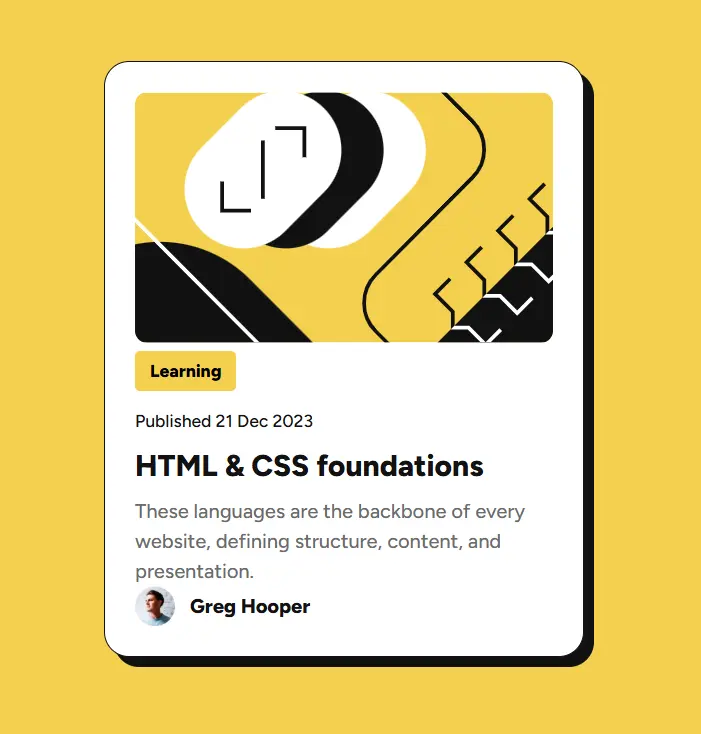 Learning
Published 21 Dec 2023
HTML & CSS foundations
These languages are the backbone of every
website, defining structure, content, and
presentation.
Greg Hooper